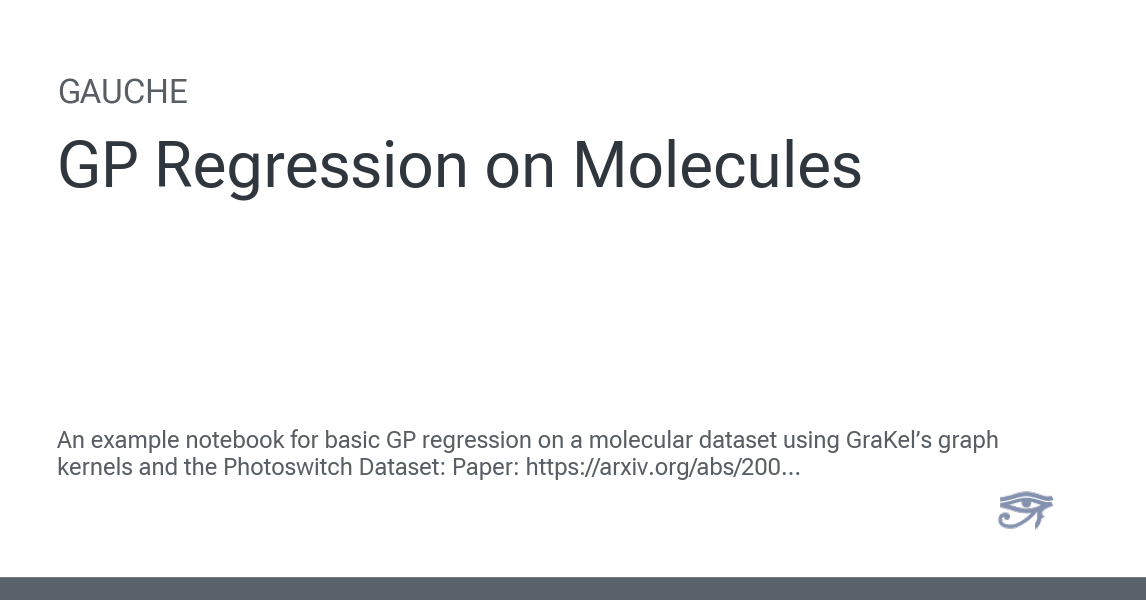 GAUCHE
GP Regression on Molecules
An example notebook for basic GP regression on a molecular dataset using GraKel’s graph
kernels and the Photoswitch Dataset: Paper: https://arxiv.org/abs/200...